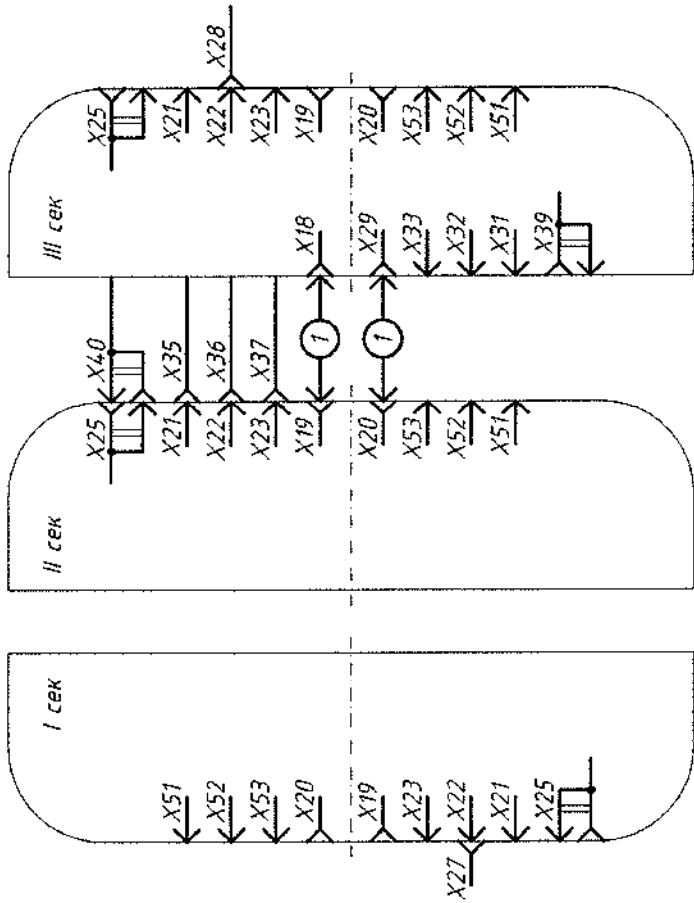 I сек
X51
X52
X53
X20
X19
X23
X22
X21
X25
X27
II сек
X25
X21
X22
X23
X19
X20
X53
X52
X51
X40
X35
X36
X37
1
1
III сек
X18
X29
X33
X32
X31
X39
X25
X21
X22
X23
X19
X20
X53
X52
X51
X28